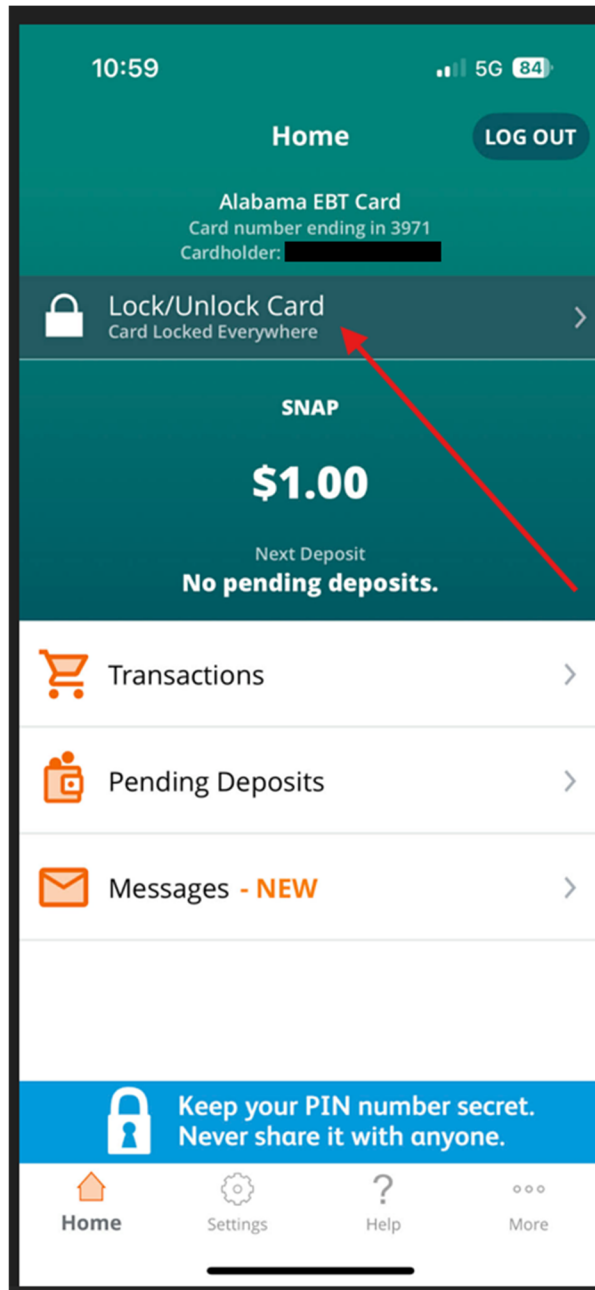 10:59 5G 84
Home LOG OUT
Alabama EBT Card
Card number ending in 3971
Cardholder:
Lock/Unlock Card
Card Locked Everywhere
SNAP
$1.00
Next Deposit
No pending deposits.
Transactions
Pending Deposits
Messages - NEW
Keep your PIN number secret.
Never share it with anyone.
Home Settings Help More